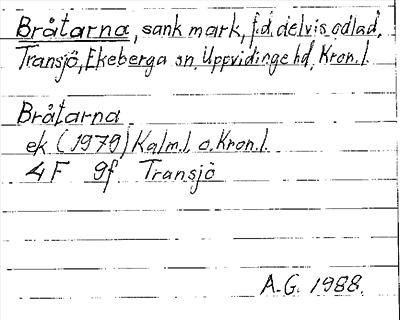 Bråtarna, sank mark, f.d. delvis odlad,
Transjö, Ekeberga sn, Uppvidinge hd, Kron.l.
Bråtarna
ek. (1979) Kalm.l. o. Kron.l.
4F 9f Transjö
A.G. 1988.